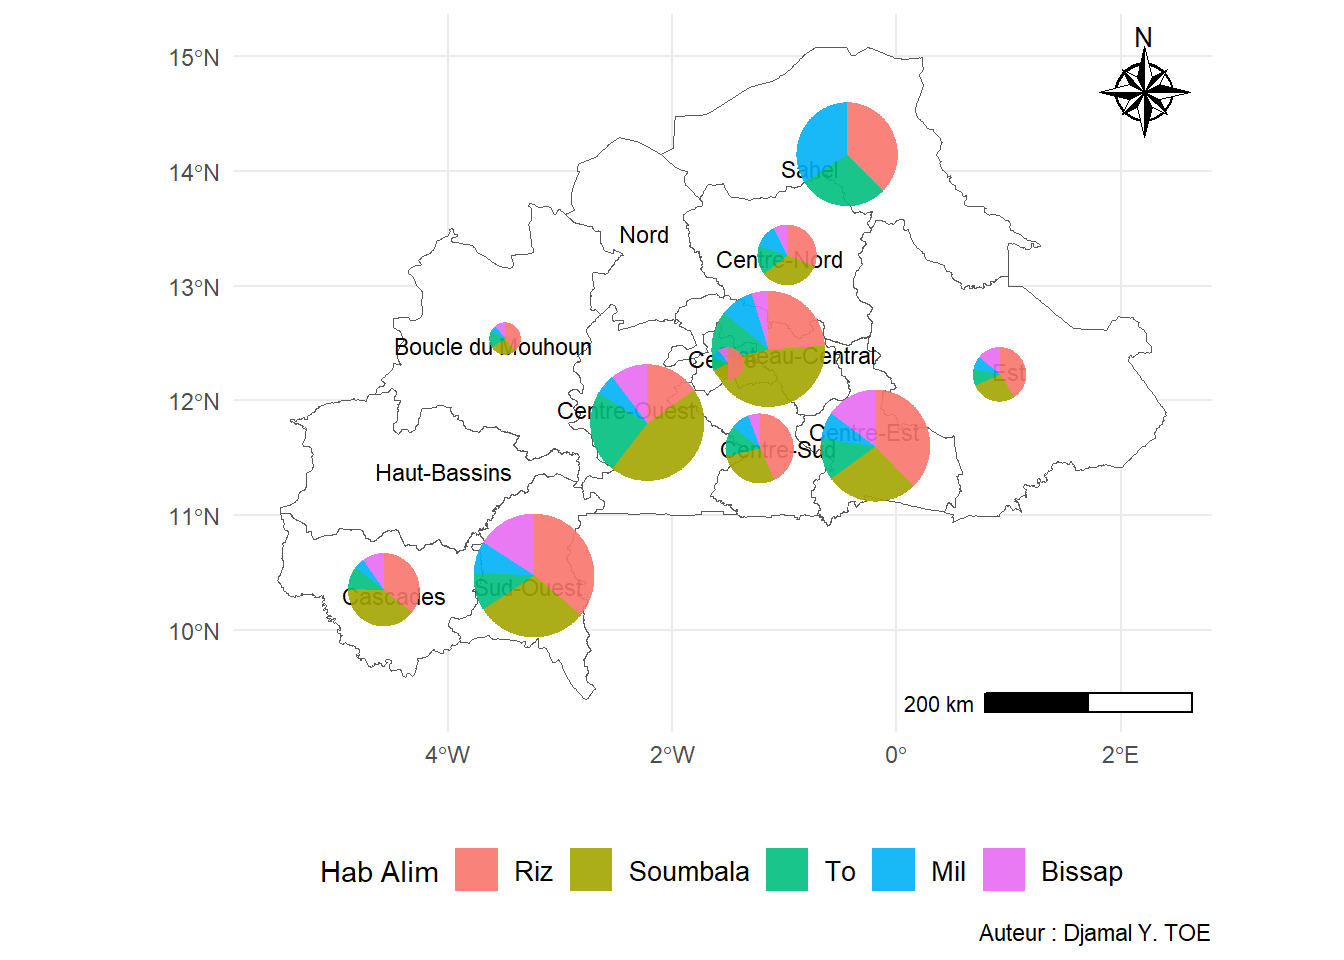 N
15°N
14°N
13°N
12°N
11°N
10°N
Sahel
Nord
Centre-Nord
Boucle du Mouhoun
eau-Central
Est
Centre-Ouest
Centre-Est
Centre-Sud
Haut-Bassins
Sud-Ouest
Cascades
200 km
4°W 2°W 0° 2°E
Hab Alim Riz Soumbala To Mil Bissap
Auteur : Djamal Y. TOE